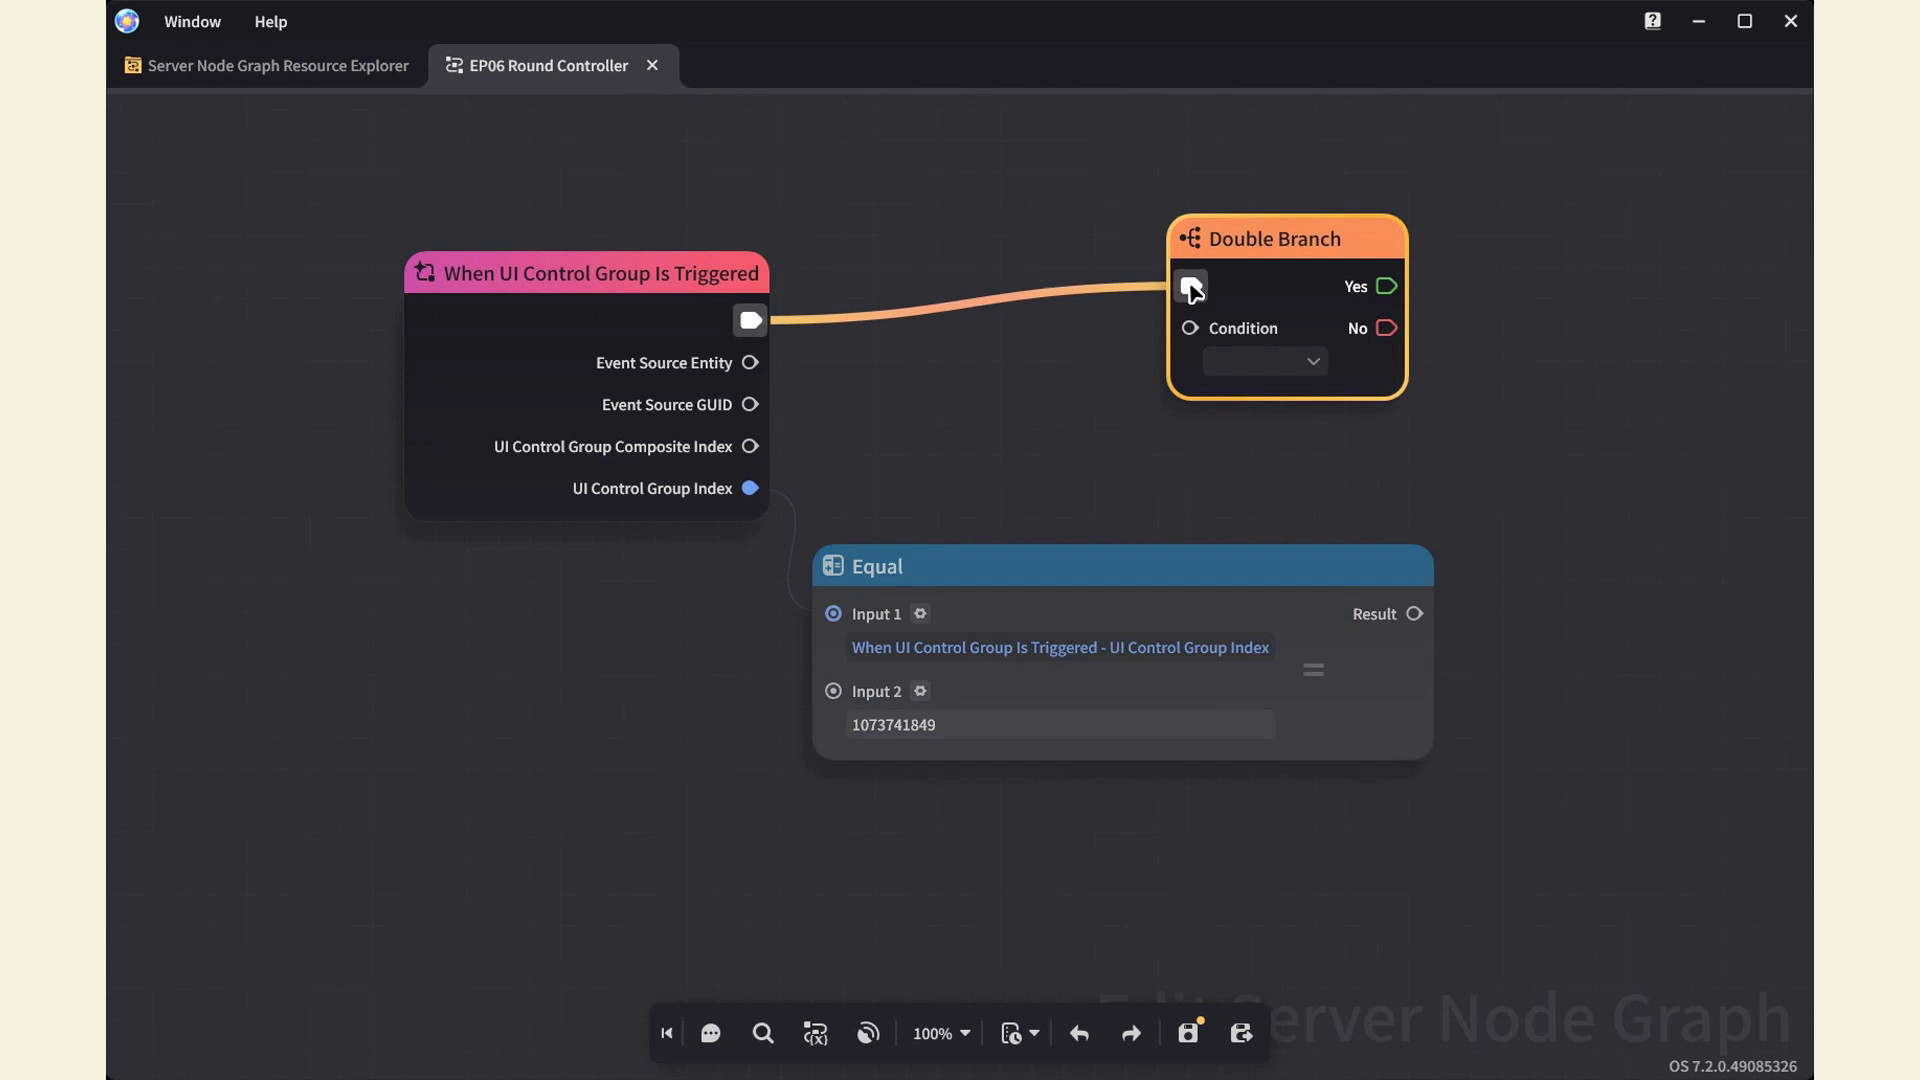 Window Help
Server Node Graph Resource Explorer EP06 Round Controller
Double Branch
Yes
Condition No
When UI Control Group Is Triggered
Event Source Entity
Event Source GUID
UI Control Group Composite Index
UI Control Group Index
Equal
Input 1 Result
When UI Control Group Is Triggered - UI Control Group Index
=
Input 2
1073741849
Edit Server Node Graph
100%
OS 7.2.0.49085326